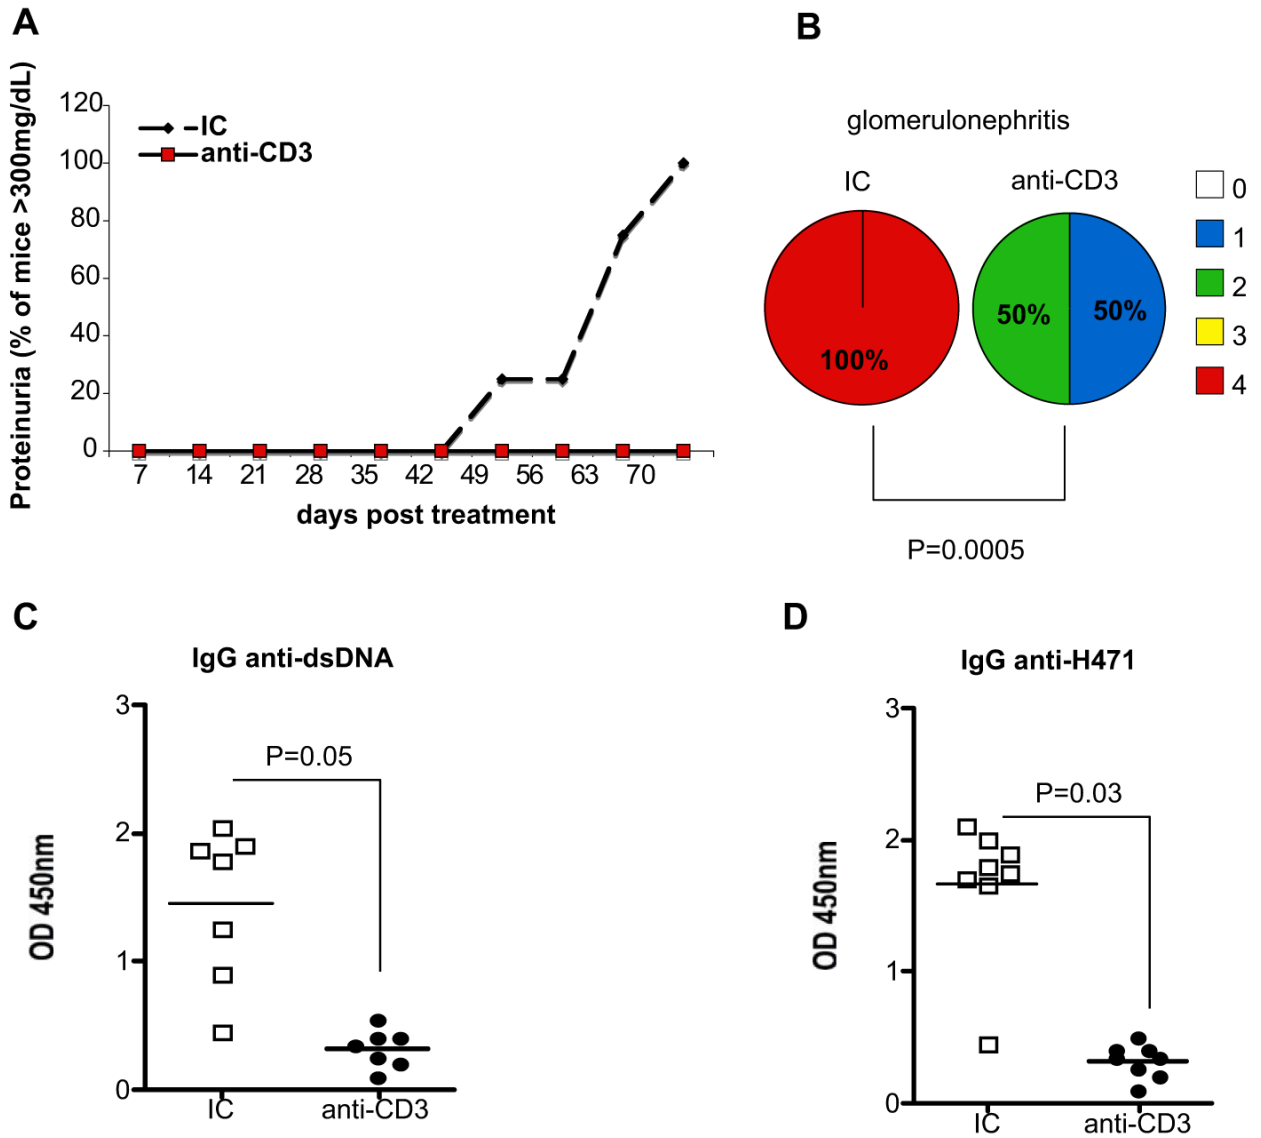 A
Proteinuria (% of mice >300mg/dL)
120
100
80
60
40
20
0
IC
anti-CD3
7 14 21 28 35 42 49 56 63 70
days post treatment
B
glomerulonephritis
IC anti-CD3
100%
50% 50%
0
1
2
3
4
P=0.0005
C
IgG anti-dsDNA
OD 450nm
3
2
1
0
P=0.05
IC anti-CD3
D
IgG anti-H471
OD 450nm
3
2
1
0
P=0.03
IC anti-CD3